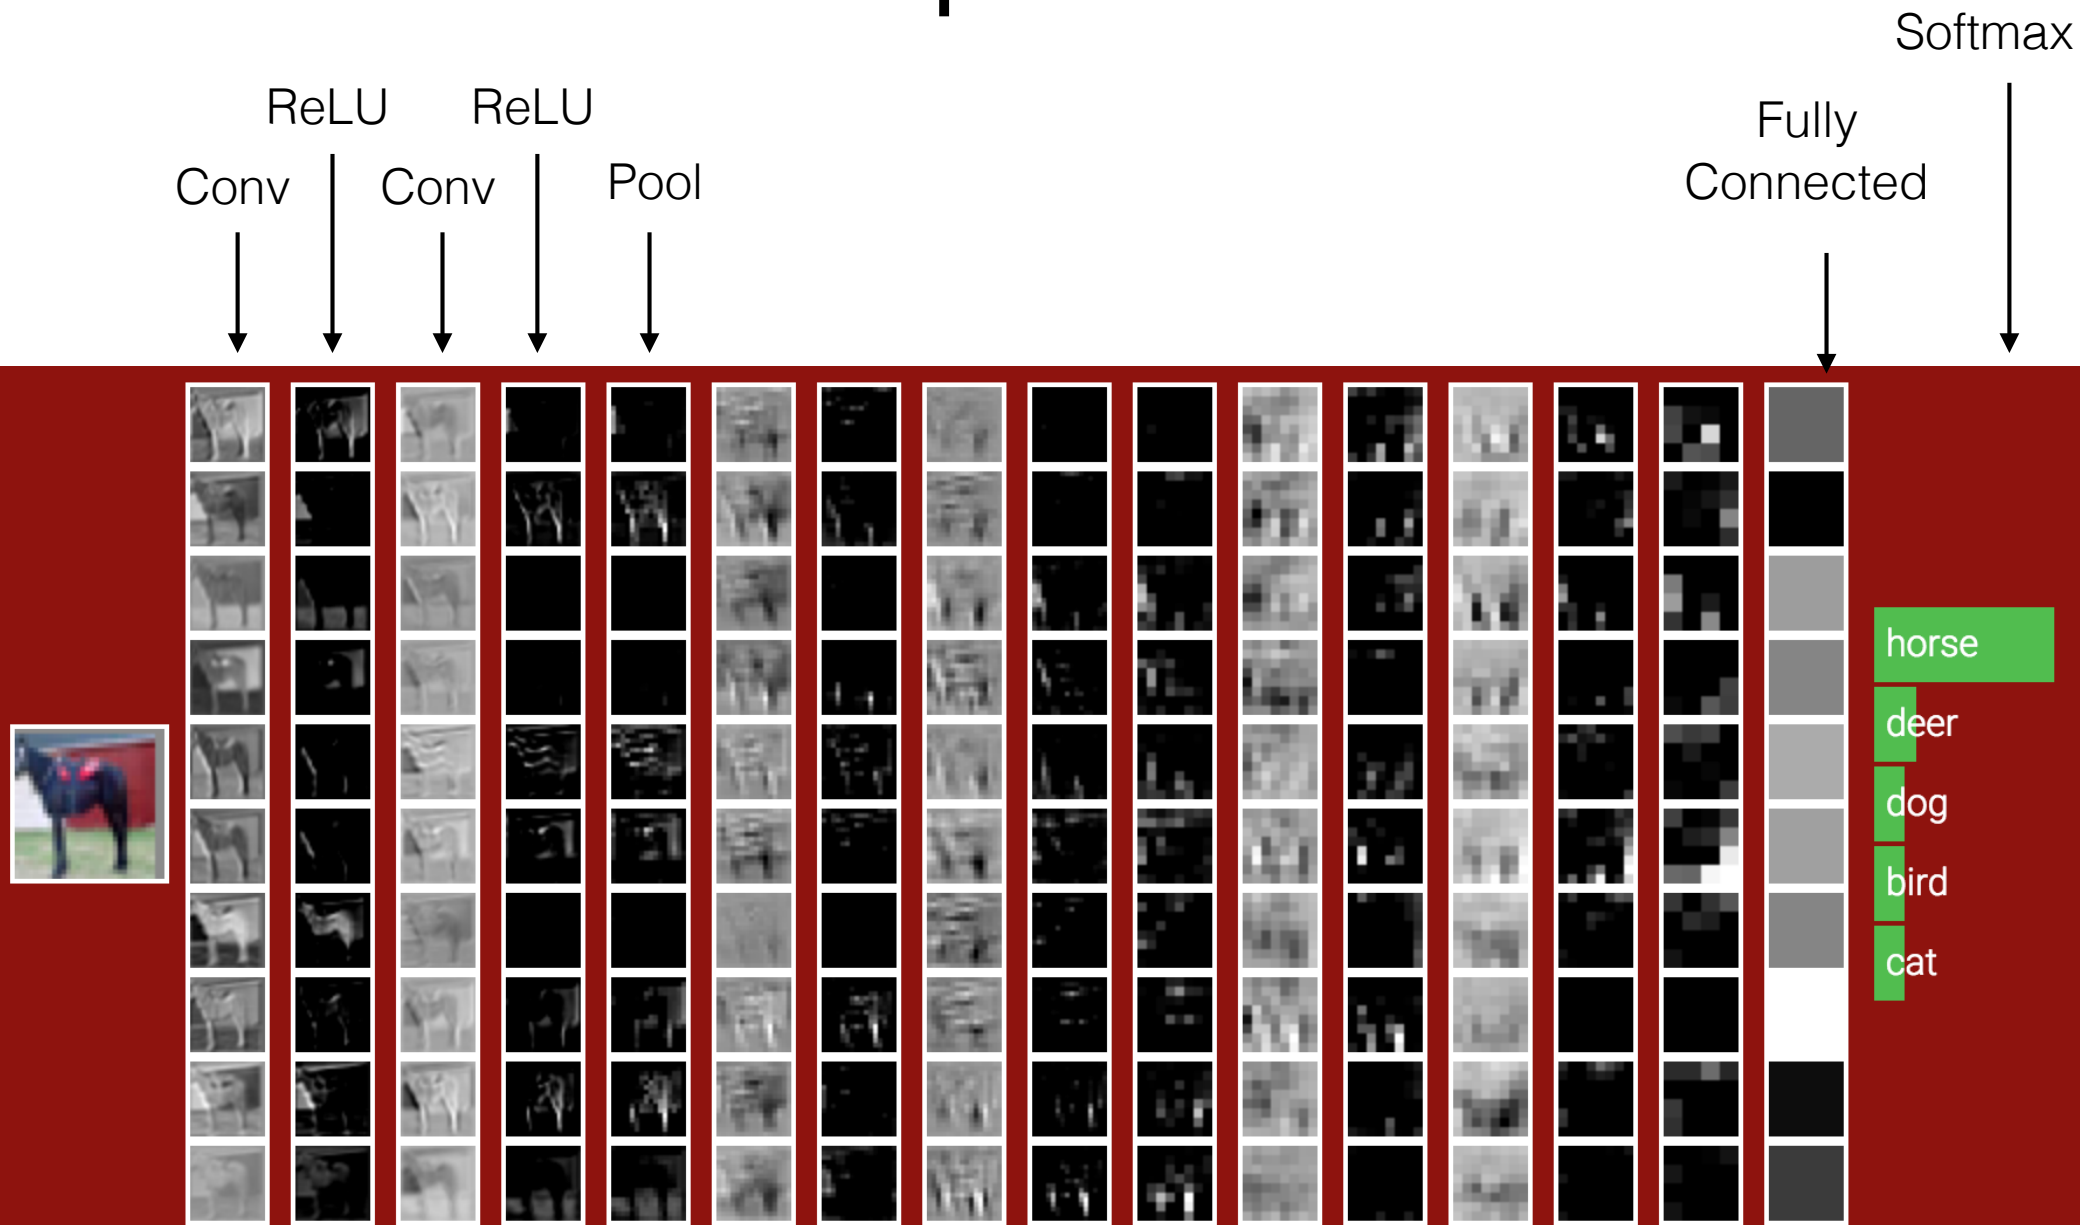 Softmax
ReLU
ReLU
Fully
Connected
Conv
Conv
Pool
horse
deer
dog
bird
cat